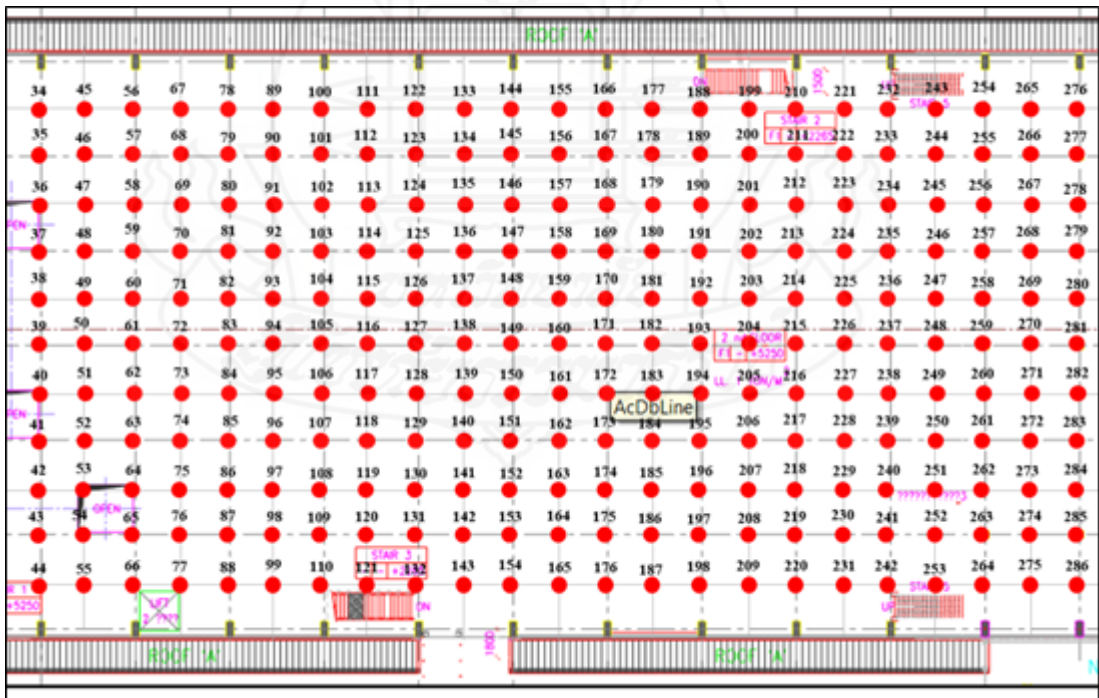 ROOF 'A'
DN
1500
UP
34 45 56 67 78 89 100 111 122 133 144 155 166 177 188 199 210 221 232 243 254 265 276
STAIR 5
STAIR 2
35 46 57 68 79 90 101 112 123 134 145 156 167 178 189 200 211 222 233 244 255 266 277
36 47 58 69 80 91 102 113 124 135 146 157 168 179 190 201 212 223 234 245 256 267 278
PEN
37 48 59 70 81 92 103 114 125 136 147 158 169 180 191 202 213 224 235 246 257 268 279
38 49 60 71 82 93 104 115 126 137 148 159 170 181 192 203 214 225 236 247 258 269 280
39 50 61 72 83 94 105 116 127 138 149 160 171 182 193 204 215 226 237 248 259 270 281
F1 - +5250
40 51 62 73 84 95 106 117 128 139 150 161 172 183 194 205 216 227 238 249 260 271 282
AcDbLine
PEN
41 52 63 74 85 96 107 118 129 140 151 162 173 184 195 206 217 228 239 250 261 272 283
42 53 64 75 86 97 108 119 130 141 152 163 174 185 196 207 218 229 240 251 262 273 284
OPEN
43 54 65 76 87 98 109 120 131 142 153 164 175 186 197 208 219 230 241 252 263 274 285
STAIR 3
44 55 66 77 88 99 110 121 132 143 154 165 176 187 198 209 220 231 242 253 264 275 286
+5250
LIFT
DN
UP
1800
ROOF 'A'
ROOF 'A'
N